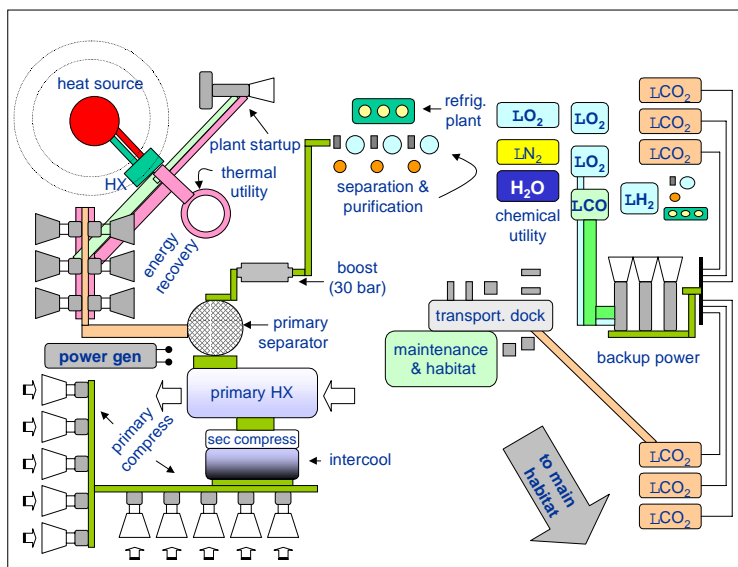 heat source
plant startup
HX
thermal
utility
energy
recovery
refrig.
plant
separation &
purification
LO2
LO2
LN2
LO2
H2O
LCO
LH2
chemical
utility
LCO2
LCO2
LCO2
boost
(30 bar)
primary
separator
transport. dock
maintenance
& habitat
backup power
power gen
primary HX
sec compress
intercool
primary
compress
to main
habitat
LCO2
LCO2
LCO2